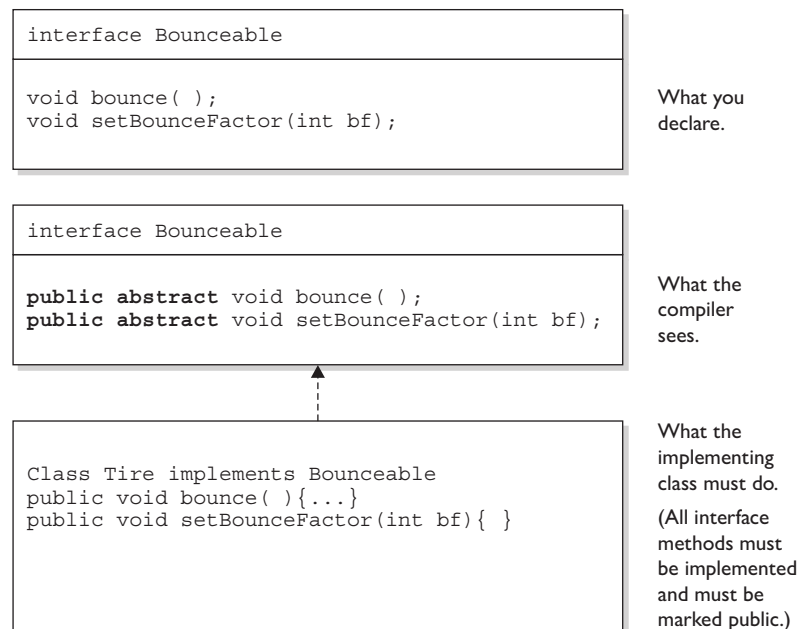 interface Bounceable
void bounce( );
void setBounceFactor(int bf);
What you
declare.
interface Bounceable
public abstract void bounce( );
public abstract void setBounceFactor(int bf);
What the
compiler
sees.
Class Tire implements Bounceable
public void bounce( ){...}
public void setBounceFactor(int bf){ }
What the
implementing
class must do.
(All interface
methods must
be implemented
and must be
marked public.)